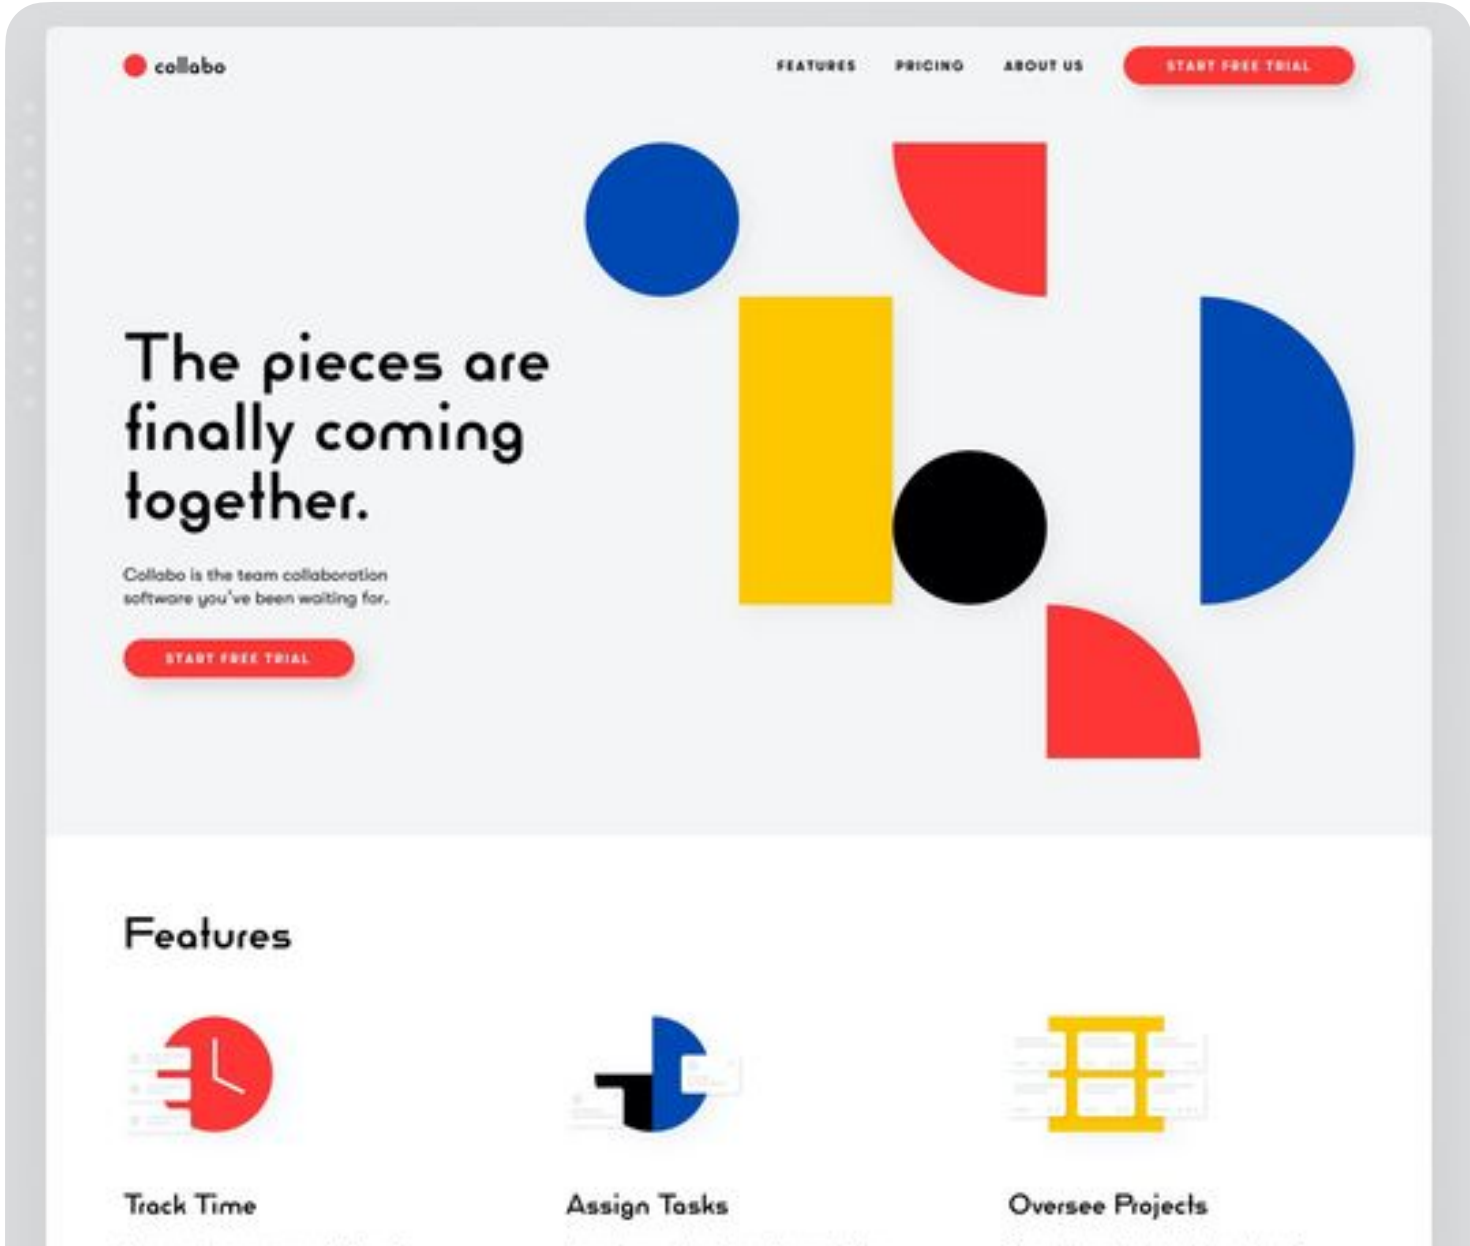 collabo
FEATURES PRICING ABOUT US START FREE TRIAL
The pieces are
finally coming
together.
Collabo is the team collaboration
software you've been waiting for.
START FREE TRIAL
Features
Track Time
Assign Tasks
Oversee Projects